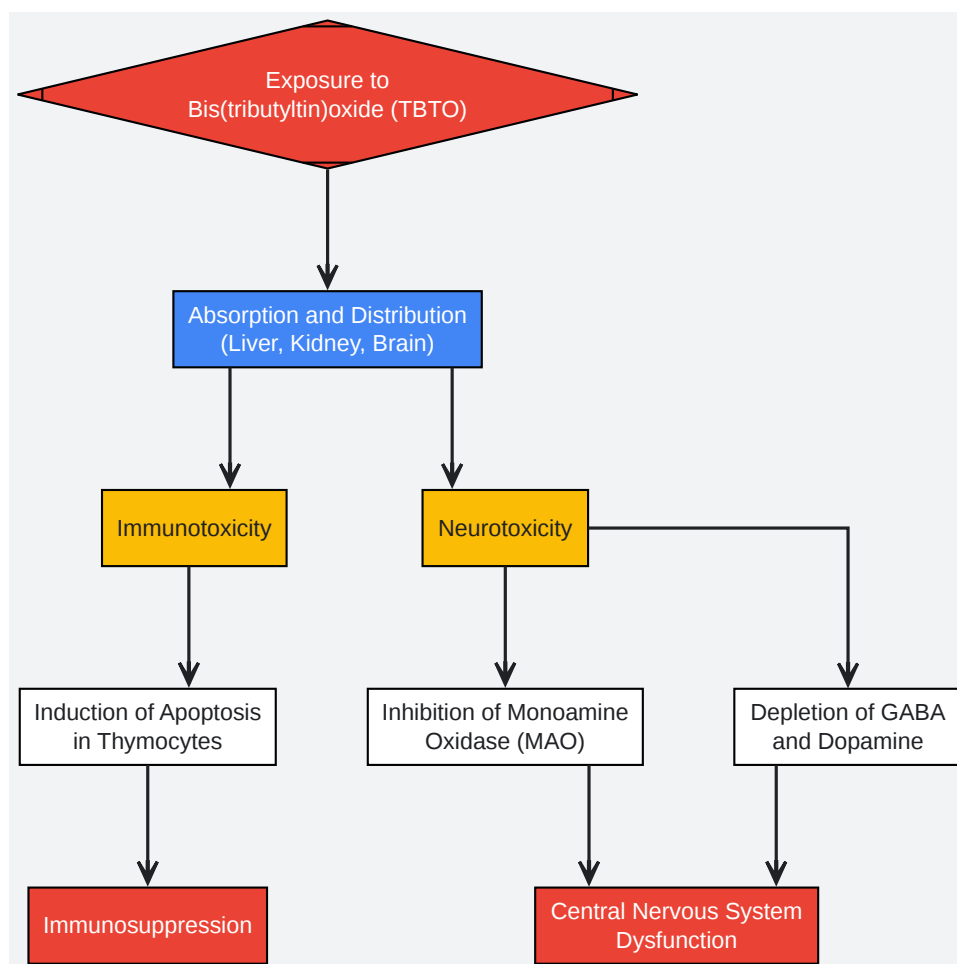 Exposure to
Bis(tributyltin)oxide (TBTO)
Absorption and Distribution
(Liver, Kidney, Brain)
Immunotoxicity
Neurotoxicity
Induction of Apoptosis
in Thymocytes
Inhibition of Monoamine
Oxidase (MAO)
Depletion of GABA
and Dopamine
Immunosuppression
Central Nervous System
Dysfunction